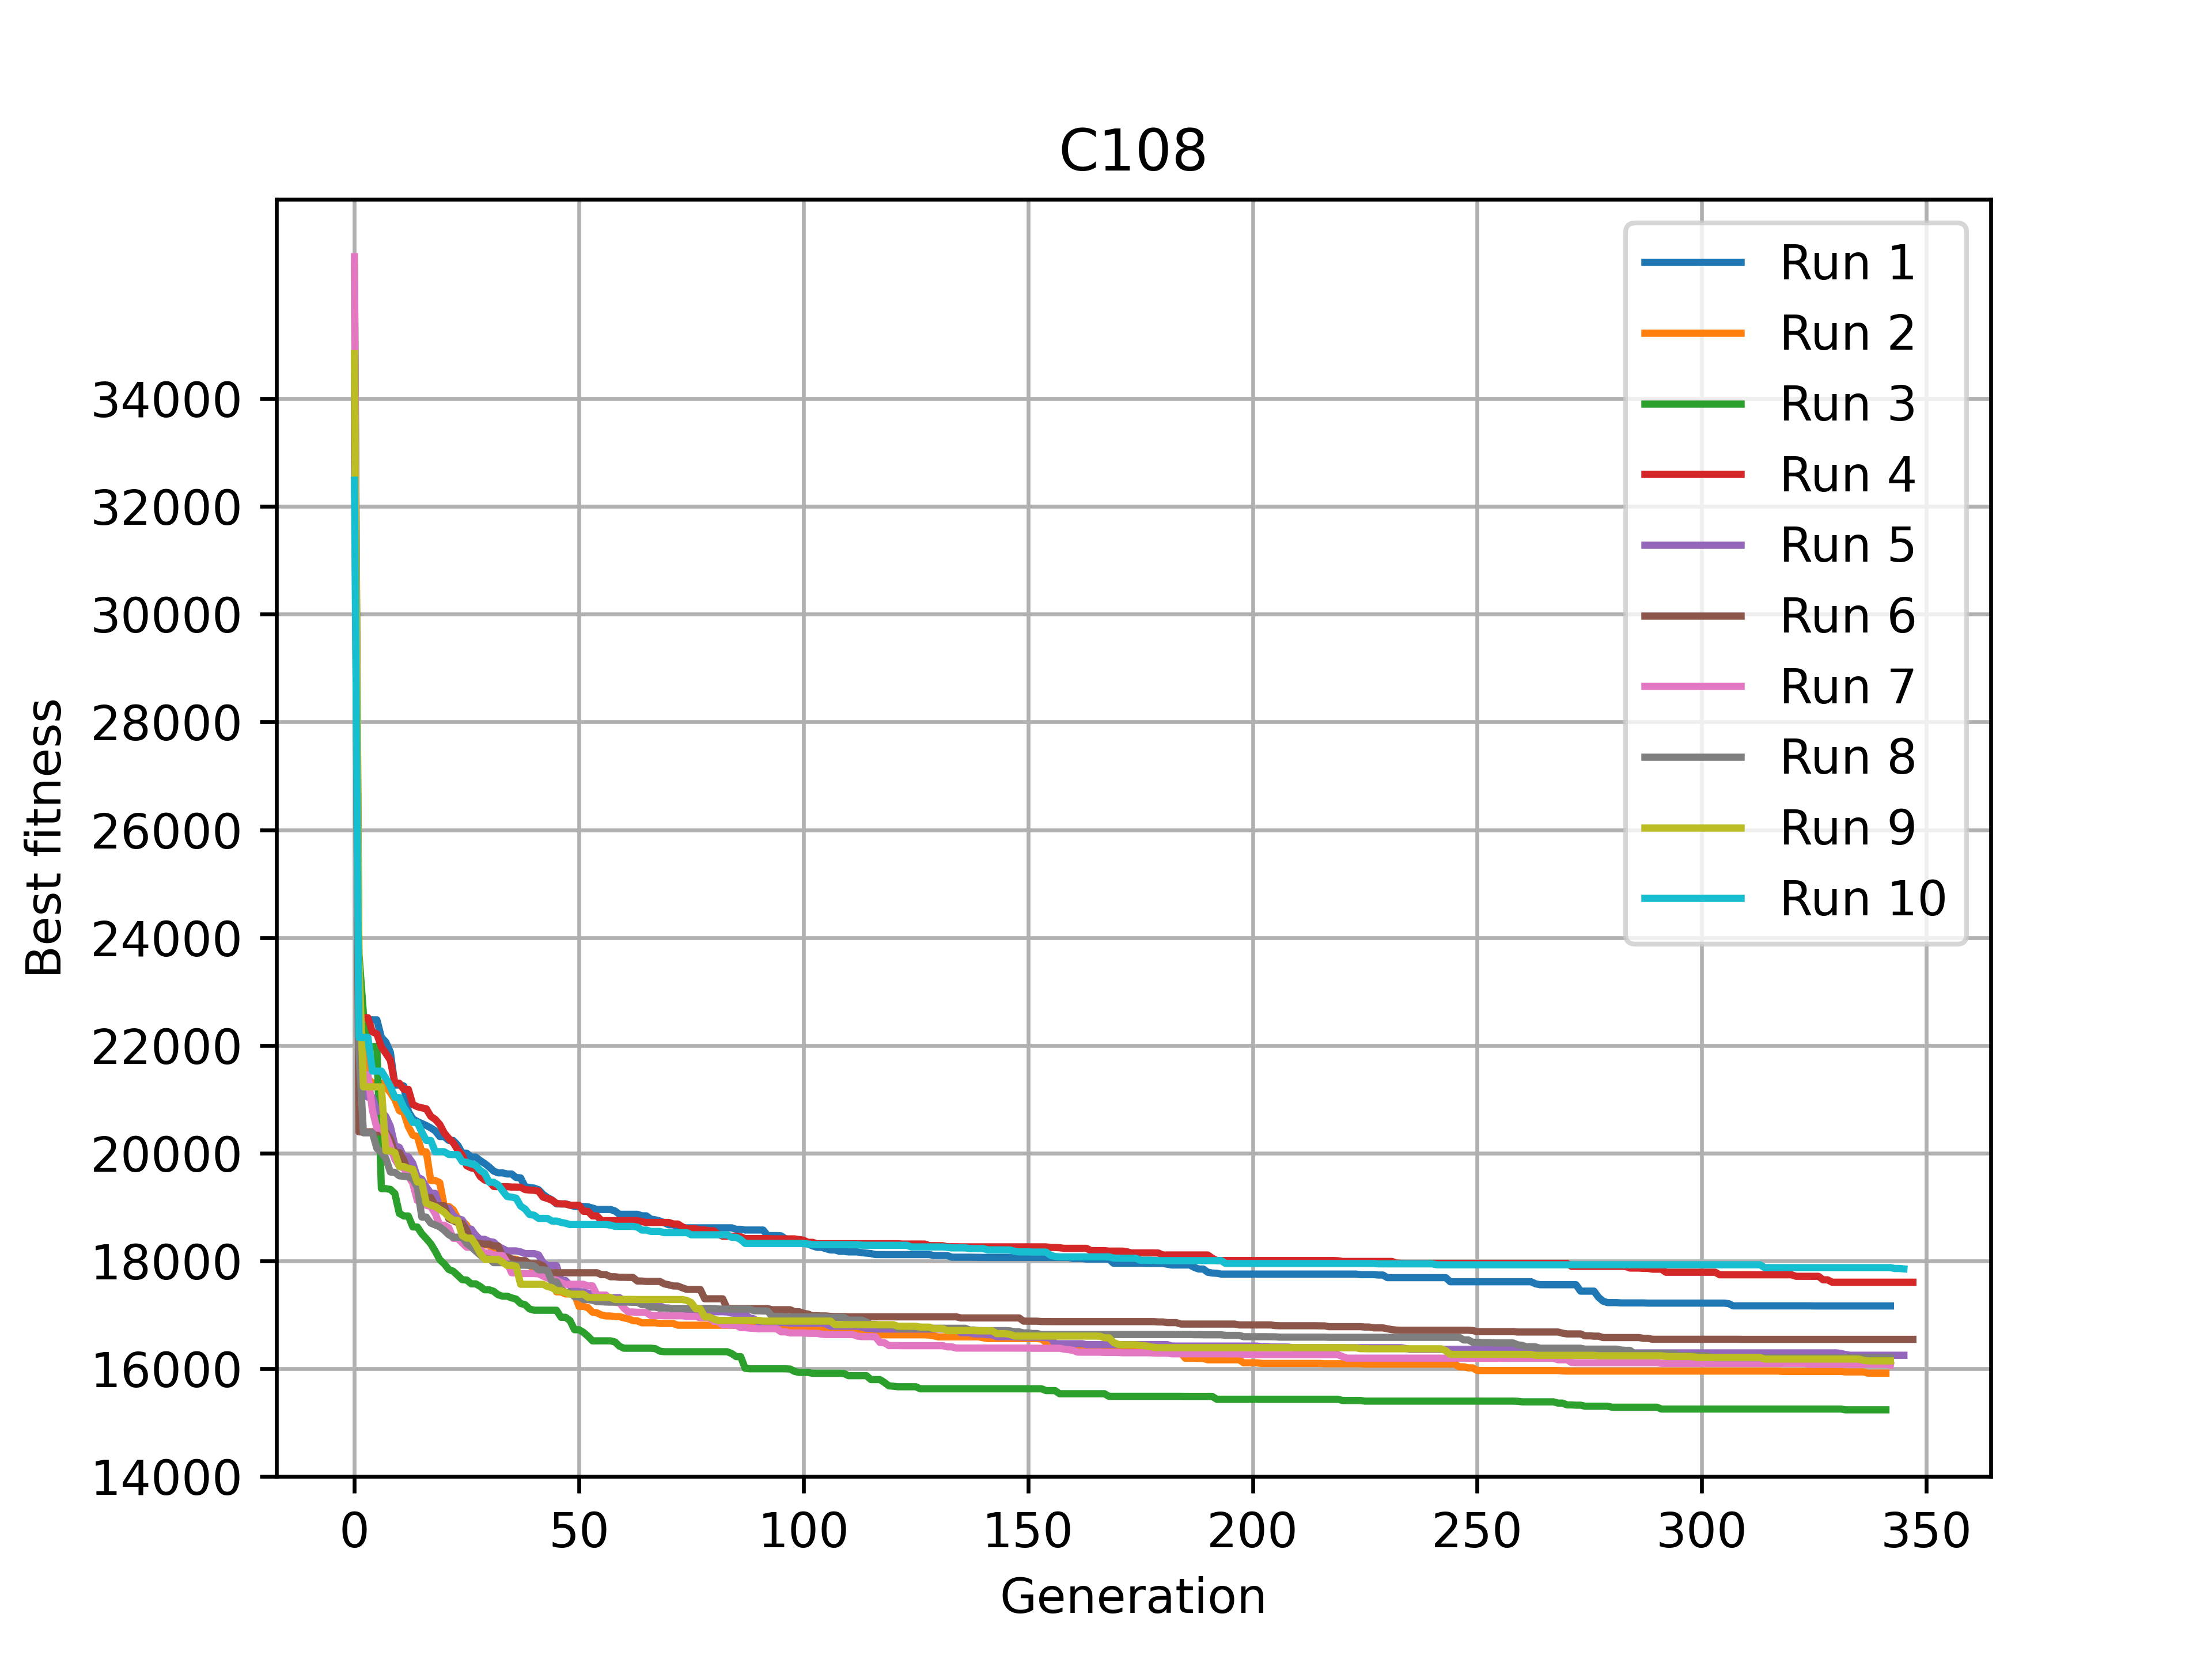 C108
Run 1
Run 2
Run 3
Run 4
Run 5
Run 6
Run 7
Run 8
Run 9
Run 10
Best fitness
34000
32000
30000
28000
26000
24000
22000
20000
18000
16000
14000
0 50 100 150 200 250 300 350
Generation